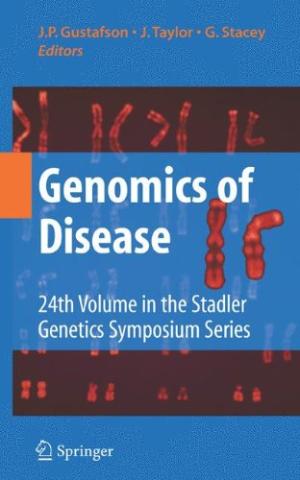 J.P. Gustafson • J. Taylor • G. Stacey
Editors
Genomics of
Disease
24th Volume in the Stadler
Genetics Symposium Series
Springer